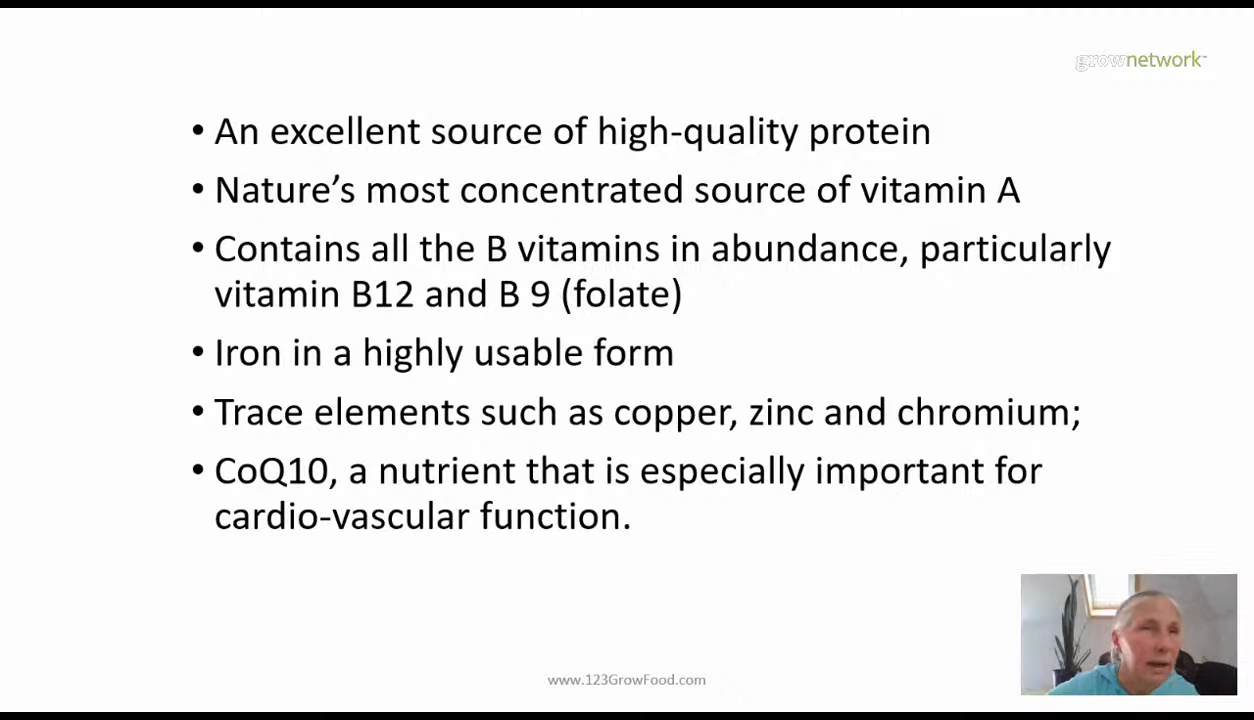 grownetwork™
• An excellent source of high-quality protein
• Nature’s most concentrated source of vitamin A
• Contains all the B vitamins in abundance, particularly
vitamin B12 and B 9 (folate)
• Iron in a highly usable form
• Trace elements such as copper, zinc and chromium;
• CoQ10, a nutrient that is especially important for
cardio-vascular function.
www.123GrowFood.com